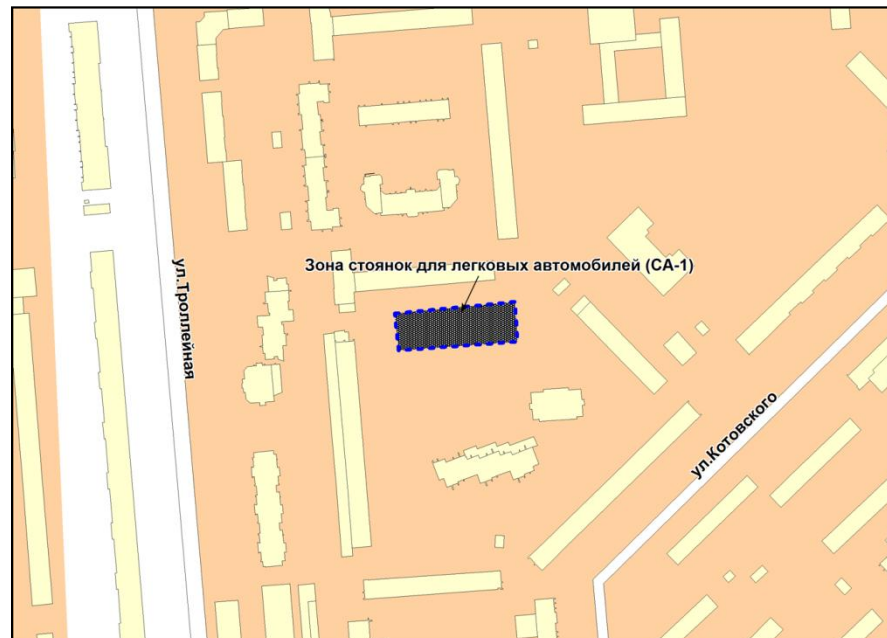 Зона стоянок для легковых автомобилей (СА-1)
ул.Троллейная
ул.Котовского